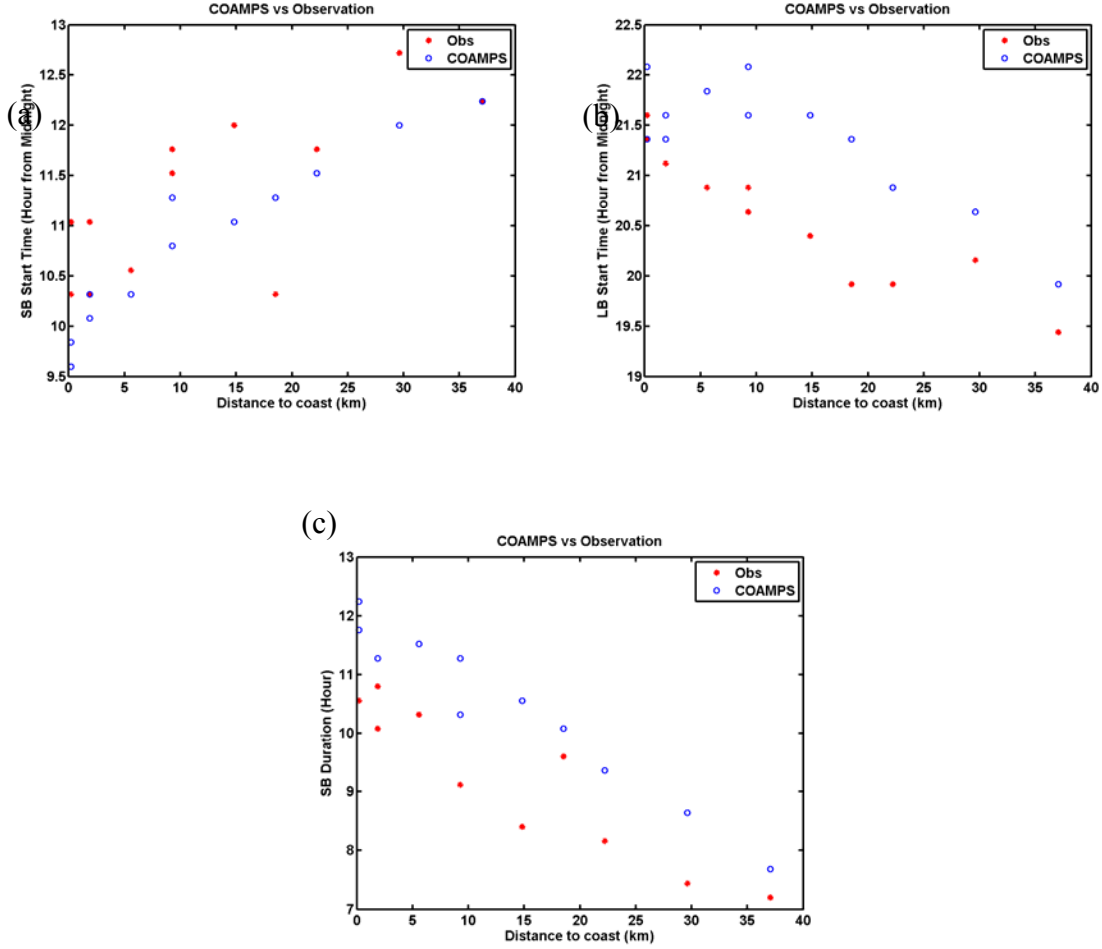 COAMPS vs Observation
(a)
SB Start Time (Hour from Midnight)
13
12.5
12
11.5
11
10.5
10
9.5
Obs
COAMPS
0 5 10 15 20 25 30 35 40
Distance to coast (km)
COAMPS vs Observation
(b)
LB Start Time (Hour from Midnight)
22.5
22
21.5
21
20.5
20
19.5
19
Obs
COAMPS
0 5 10 15 20 25 30 35 40
Distance to coast (km)
(c)
COAMPS vs Observation
SB Duration (Hour)
13
12
11
10
9
8
7
Obs
COAMPS
0 5 10 15 20 25 30 35 40
Distance to coast (km)